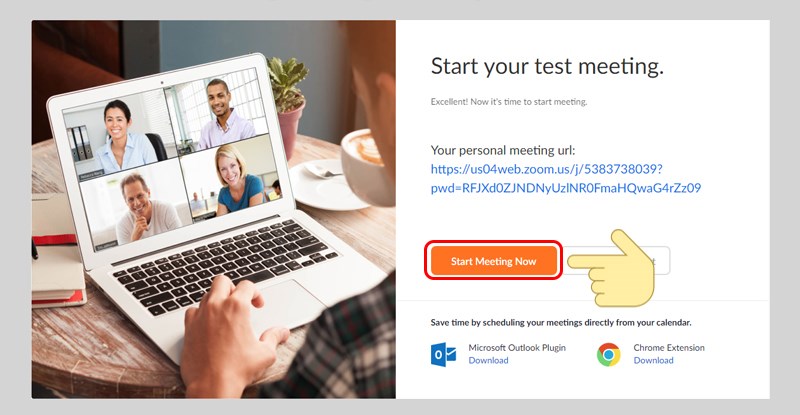 Start your test meeting.
Excellent! Now it's time to start meeting.
Your personal meeting url:
https://us04web.zoom.us/j/5383738039?
pwd=RFJXd0ZJNDNyUzlNR0FmaHQwaG4rZz09
Start Meeting Now
Save time by scheduling your meetings directly from your calendar.
Microsoft Outlook Plugin
Download
Chrome Extension
Download